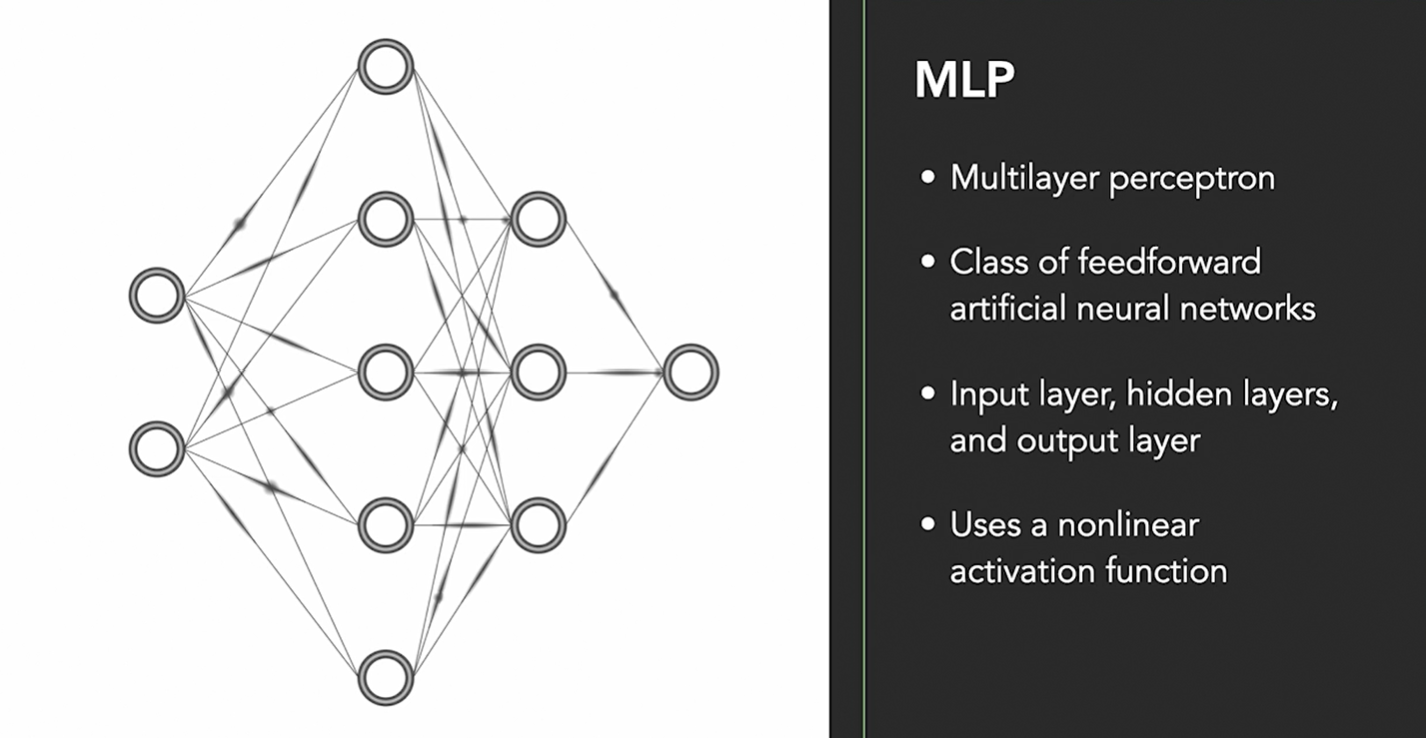 MLP
• Multilayer perceptron
• Class of feedforward
artificial neural networks
• Input layer, hidden layers,
and output layer
• Uses a nonlinear
activation function